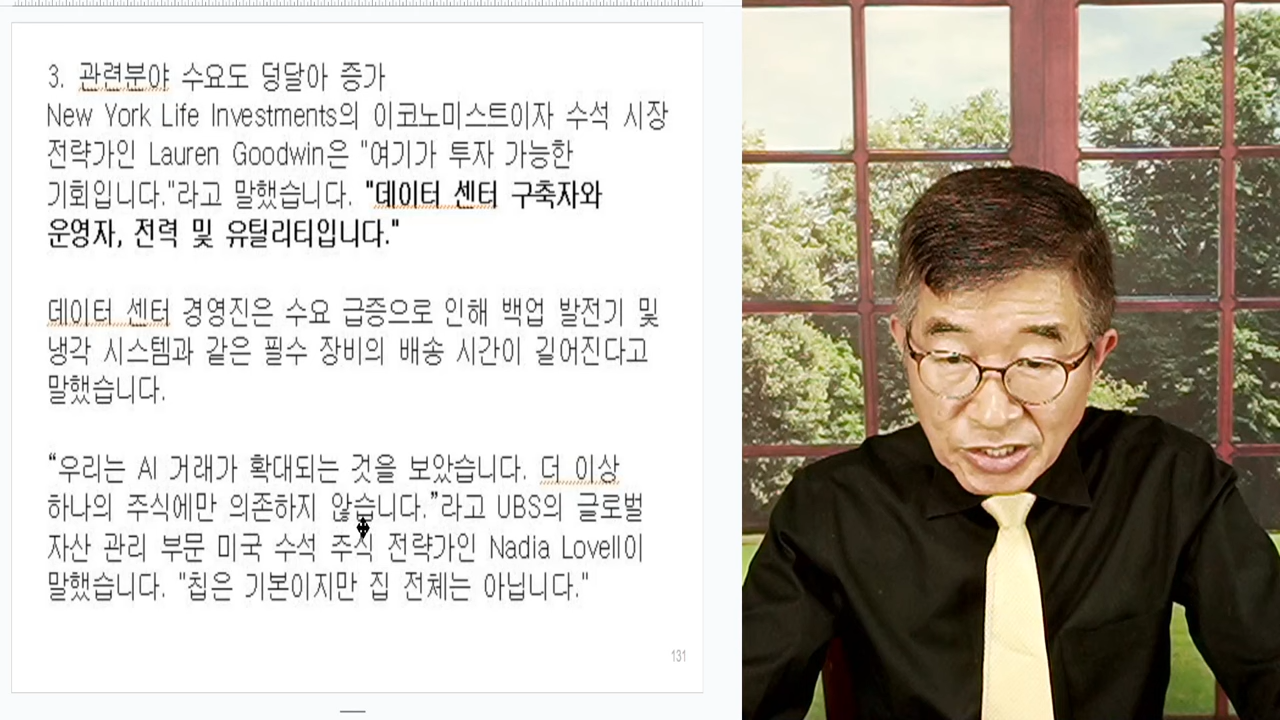 3. 관련분야 수요도 덩달아 증가
New York Life Investments의 이코노미스트이자 수석 시장
전략가인 Lauren Goodwin은 "여기가 투자 가능한
기회입니다."라고 말했습니다. "데이터 센터 구축자와
운영자, 전력 및 유틸리티입니다."
데이터 센터 경영진은 수요 급증으로 인해 백업 발전기 및
냉각 시스템과 같은 필수 장비의 배송 시간이 길어진다고
말했습니다.
“우리는 AI 거래가 확대되는 것을 보았습니다. 더 이상
하나의 주식에만 의존하지 않습니다.”라고 UBS의 글로벌
자산 관리 부문 미국 수석 주식 전략가인 Nadia Lovell이
말했습니다. "칩은 기본이지만 집 전체는 아닙니다."
131